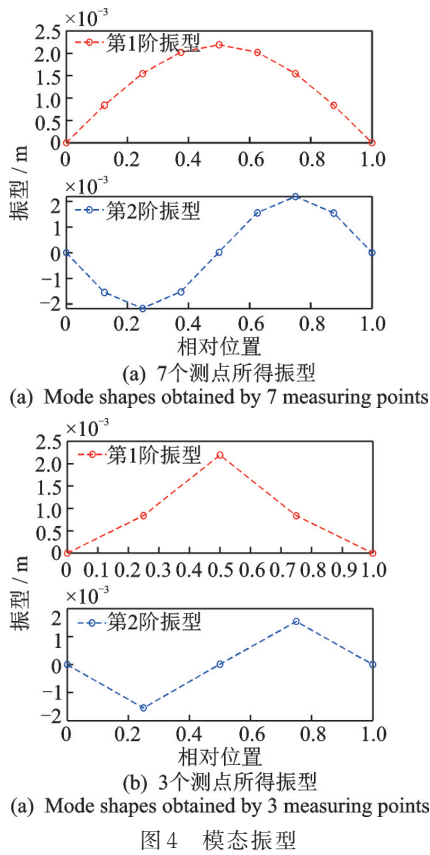 ×10⁻³
2.5
2.0
1.5
1.0
0.5
0
第1阶振型
0 0.2 0.4 0.6 0.8 1.0
×10⁻³
2
1
0
−1
−2
第2阶振型
0 0.2 0.4 0.6 0.8 1.0
振型 / m
相对位置
(a) 7个测点所得振型
(a) Mode shapes obtained by 7 measuring points
×10⁻³
2.5
2.0
1.5
1.0
0.5
0
第1阶振型
0 0.1 0.2 0.3 0.4 0.5 0.6 0.7 0.8 0.9 1.0
×10⁻³
2
1
0
−1
−2
第2阶振型
0 0.2 0.4 0.6 0.8 1.0
振型 / m
相对位置
(b) 3个测点所得振型
(a) Mode shapes obtained by 3 measuring points
图4 模态振型